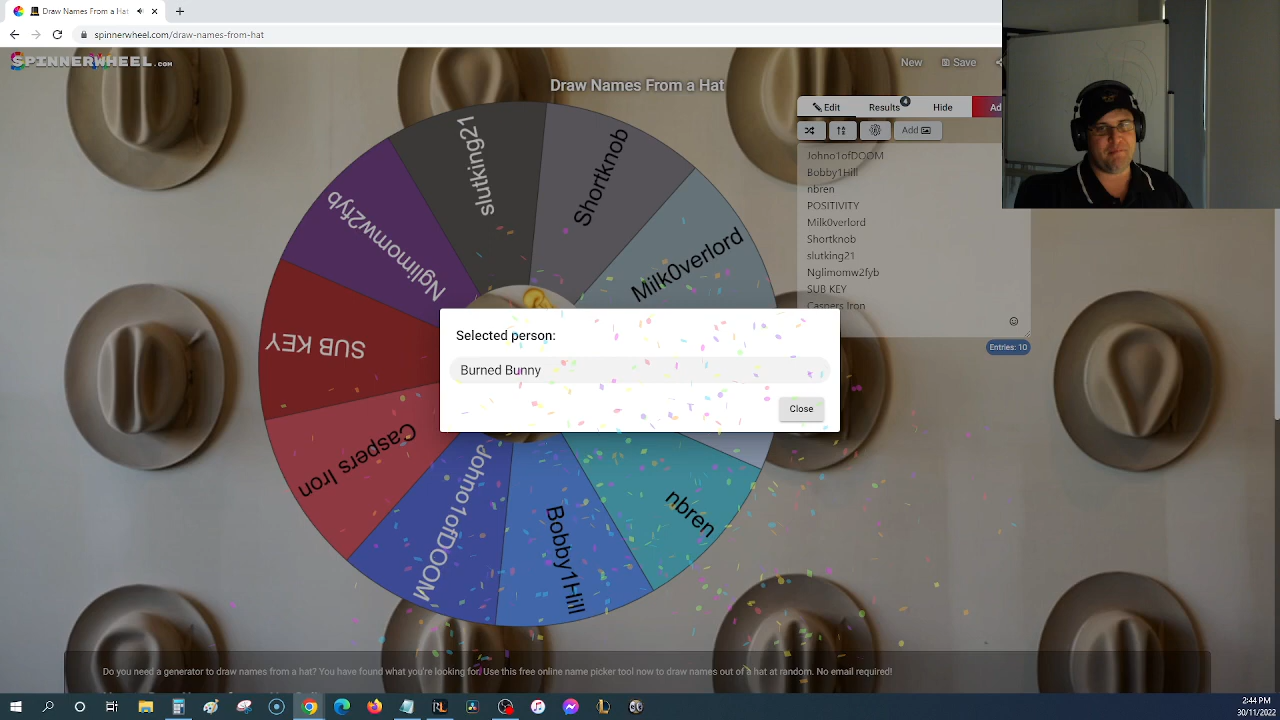 Draw Names From a Hat
spinnerwheel.com/draw-names-from-hat
SPINNERWHEEL.COM
New
Save
Draw Names From a Hat
Edit
Results
4
Hide
Ad
Add
Johno1ofDOOM
Bobby1Hill
nbren
POSITIVITY
Milk0verlord
Shortknob
slutking21
Nglimomw2fyb
SUB KEY
Caspers Iron
Entries: 10
slutking21
Shortknob
Milk0verlord
Nglimomw2fyb
SUB KEY
Caspers Iron
Johno1ofDOOM
Bobby1Hill
nbren
Selected person:
Burned Bunny
Close
Do you need a generator to draw names from a hat? You have found what you're looking for. Use this free online name picker tool now to draw names out of a hat at random. No email required!
2:44 PM
30/11/2022